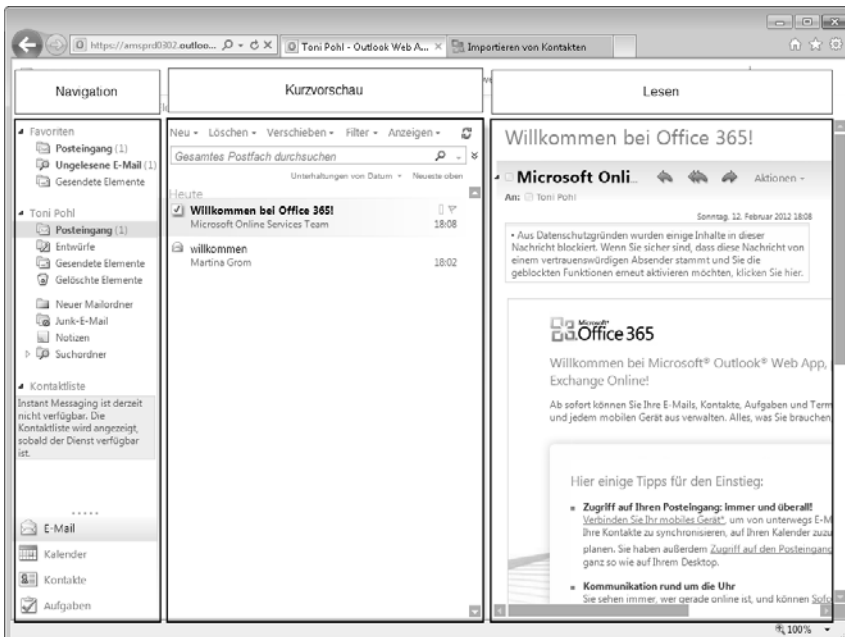 https://amsprd0302.outloo...
Toni Pohl - Outlook Web A...
Importieren von Kontakten
Navigation
Kurzvorschau
Lesen
Favoriten
Posteingang (1)
Ungelesene E-Mail (1)
Gesendete Elemente
Toni Pohl
Posteingang (1)
Entwürfe
Gesendete Elemente
Gelöschte Elemente
Neuer Mailordner
Junk-E-Mail
Notizen
Suchordner
Kontaktliste
Instant Messaging ist derzeit
nicht verfügbar. Die
Kontaktliste wird angezeigt,
sobald der Dienst verfügbar
ist.
E-Mail
Kalender
Kontakte
Aufgaben
Neu Löschen Verschieben Filter Anzeigen
Gesamtes Postfach durchsuchen
Unterhaltungen von Datum Neueste oben
Heute
Willkommen bei Office 365!
Microsoft Online Services Team 18:08
willkommen
Martina Grom 18:02
Willkommen bei Office 365!
Microsoft Onli... Aktionen
An: Toni Pohl
Sonntag, 12. Februar 2012 18:08
• Aus Datenschutzgründen wurden einige Inhalte in dieser
Nachricht blockiert. Wenn Sie sicher sind, dass diese Nachricht von
einem vertrauenswürdigen Absender stammt und Sie die
geblockten Funktionen erneut aktivieren möchten, klicken Sie hier.
Microsoft®
Office 365
Willkommen bei Microsoft® Outlook® Web App,
Exchange Online!
Ab sofort können Sie Ihre E-Mails, Kontakte, Aufgaben und Term
und jedem mobilen Gerät aus verwalten. Alles, was Sie brauchen
Hier einige Tipps für den Einstieg:
Zugriff auf Ihren Posteingang: immer und überall!
Verbinden Sie Ihr mobiles Gerät*, um von unterwegs E-M
Ihre Kontakte zu synchronisieren, auf Ihren Kalender zuzu
planen. Sie haben außerdem Zugriff auf den Posteingang
ganz so wie auf Ihrem Desktop.
Kommunikation rund um die Uhr
Sie sehen immer, wer gerade online ist, und können Sofo
100%